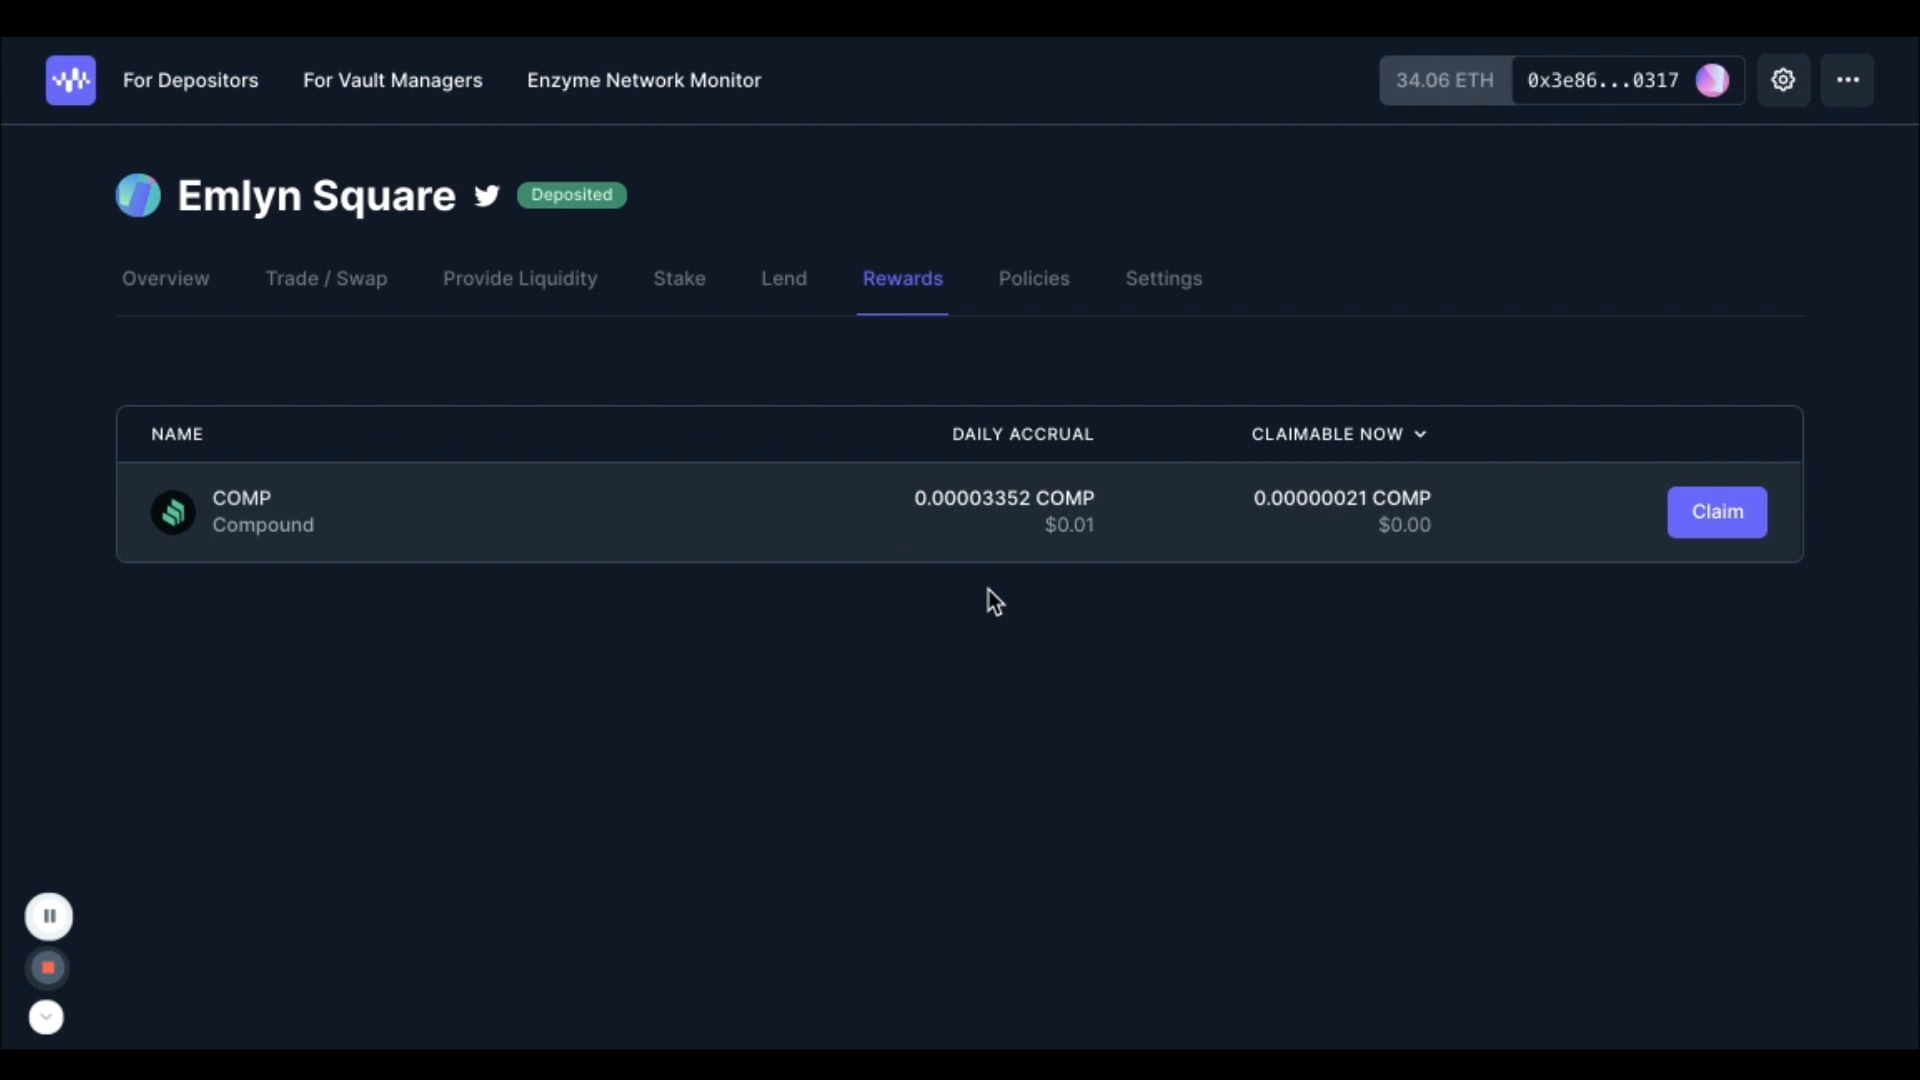 For Depositors For Vault Managers Enzyme Network Monitor 34.06 ETH 0x3e86...0317
Emlyn Square Deposited
Overview Trade / Swap Provide Liquidity Stake Lend Rewards Policies Settings
NAME DAILY ACCRUAL CLAIMABLE NOW
COMP 0.00003352 COMP 0.00000021 COMP
Compound $0.01 $0.00
Claim